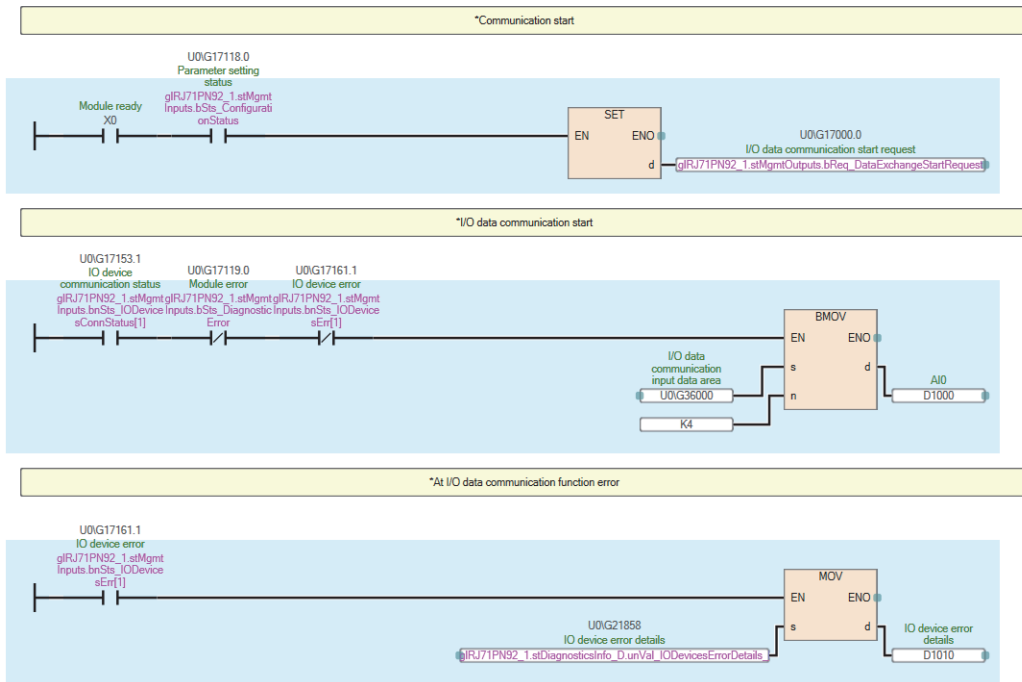 *Communication start
U0\G17118.0
Parameter setting
status
gIRJ71PN92_1.stMgmt
Inputs.bSts_Configurati
onStatus
Module ready
X0
SET
EN
ENO
d
U0\G17000.0
I/O data communication start request
gIRJ71PN92_1.stMgmtOutputs.bReq_DataExchangeStartRequest
*I/O data communication start
U0\G17153.1
IO device
communication status
gIRJ71PN92_1.stMgmt
Inputs.bnSts_IODevice
sConnStatus[1]
U0\G17119.0
Module error
gIRJ71PN92_1.stMgmt
Inputs.bSts_Diagnostic
Error
U0\G17161.1
IO device error
gIRJ71PN92_1.stMgmt
Inputs.bnSts_IODevice
sErr[1]
BMOV
EN
ENO
s
d
n
I/O data
communication
input data area
U0\G36000
K4
AI0
D1000
*At I/O data communication function error
U0\G17161.1
IO device error
gIRJ71PN92_1.stMgmt
Inputs.bnSts_IODevice
sErr[1]
MOV
EN
ENO
s
d
U0\G21858
IO device error details
gIRJ71PN92_1.stDiagnosticsInfo_D.unVal_IODevicesErrorDetails_
IO device error
details
D1010